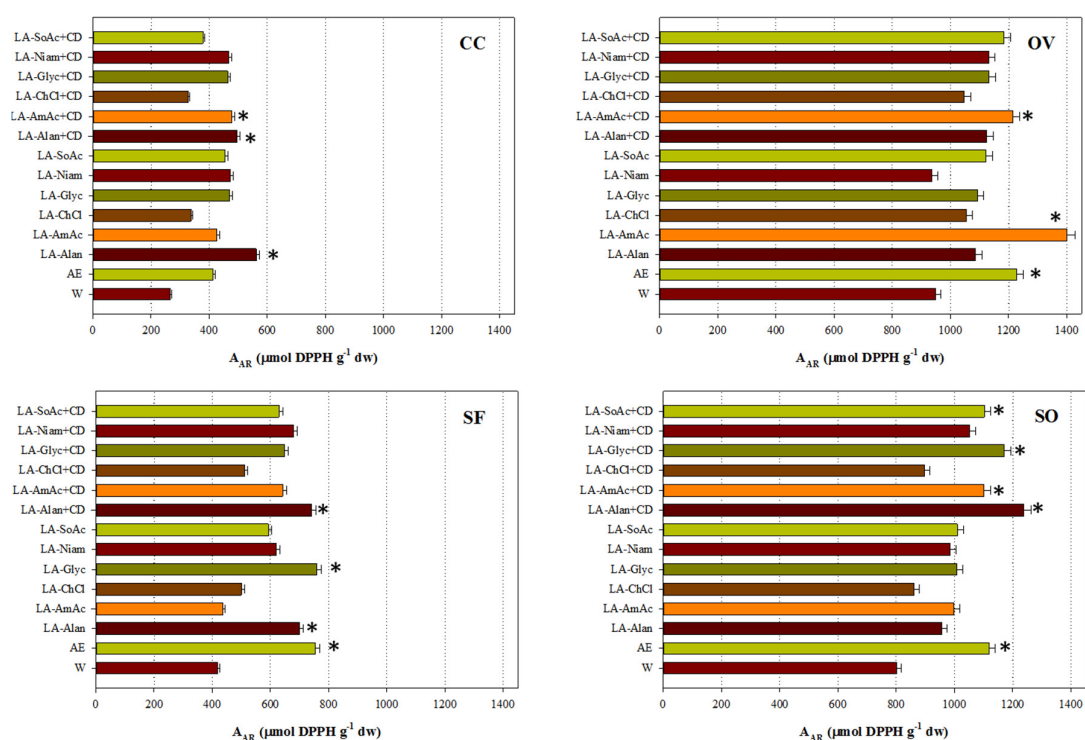 CC
LA-SoAc+CD
LA-Niam+CD
LA-Glyc+CD
LA-ChCl+CD
LA-AmAc+CD *
LA-Alan+CD *
LA-SoAc
LA-Niam
LA-Glyc
LA-ChCl
LA-AmAc
LA-Alan *
AE
W
0 200 400 600 800 1000 1200 1400
A_AR (μmol DPPH g⁻¹ dw)
OV
LA-SoAc+CD
LA-Niam+CD
LA-Glyc+CD
LA-ChCl+CD
LA-AmAc+CD *
LA-Alan+CD
LA-SoAc
LA-Niam
LA-Glyc
LA-ChCl *
LA-AmAc
LA-Alan
AE *
W
0 200 400 600 800 1000 1200 1400
A_AR (μmol DPPH g⁻¹ dw)
SF
LA-SoAc+CD
LA-Niam+CD
LA-Glyc+CD
LA-ChCl+CD
LA-AmAc+CD
LA-Alan+CD *
LA-SoAc
LA-Niam
LA-Glyc *
LA-ChCl
LA-AmAc
LA-Alan *
AE *
W
0 200 400 600 800 1000 1200 1400
A_AR (μmol DPPH g⁻¹ dw)
SO
LA-SoAc+CD *
LA-Niam+CD
LA-Glyc+CD *
LA-ChCl+CD
LA-AmAc+CD *
LA-Alan+CD *
LA-SoAc
LA-Niam
LA-Glyc
LA-ChCl
LA-AmAc
LA-Alan
AE *
W
0 200 400 600 800 1000 1200 1400
A_AR (μmol DPPH g⁻¹ dw)